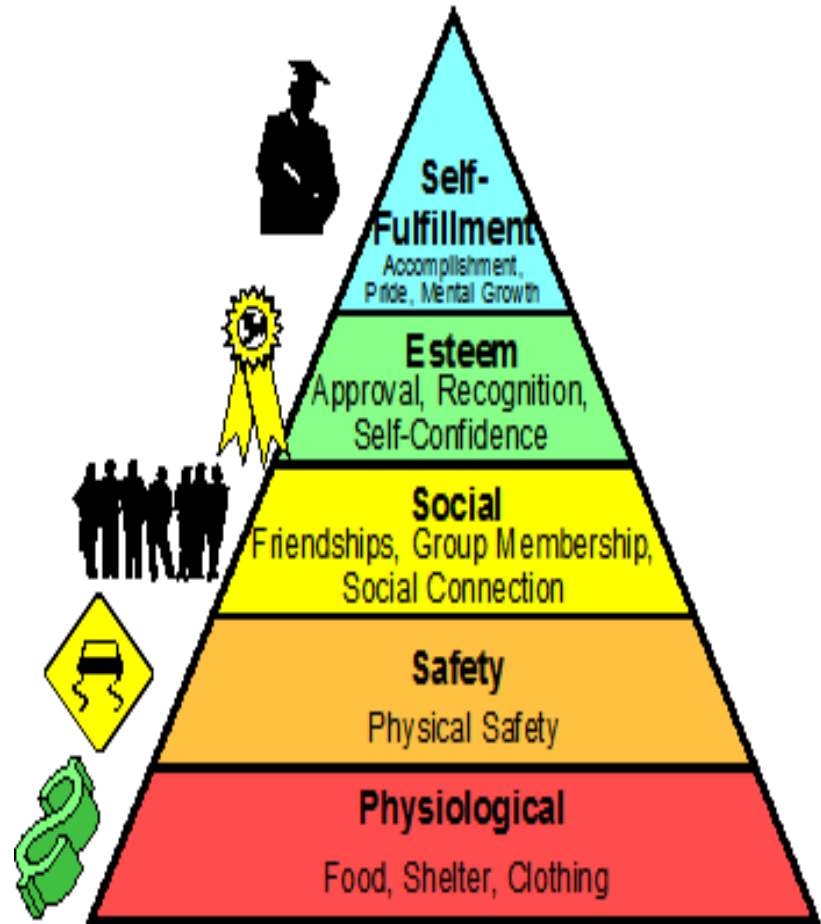 Self-
Fulfillment
Accomplishment,
Pride, Mental Growth
Esteem
Approval, Recognition,
Self-Confidence
Social
Friendships, Group Membership,
Social Connection
Safety
Physical Safety
Physiological
Food, Shelter, Clothing